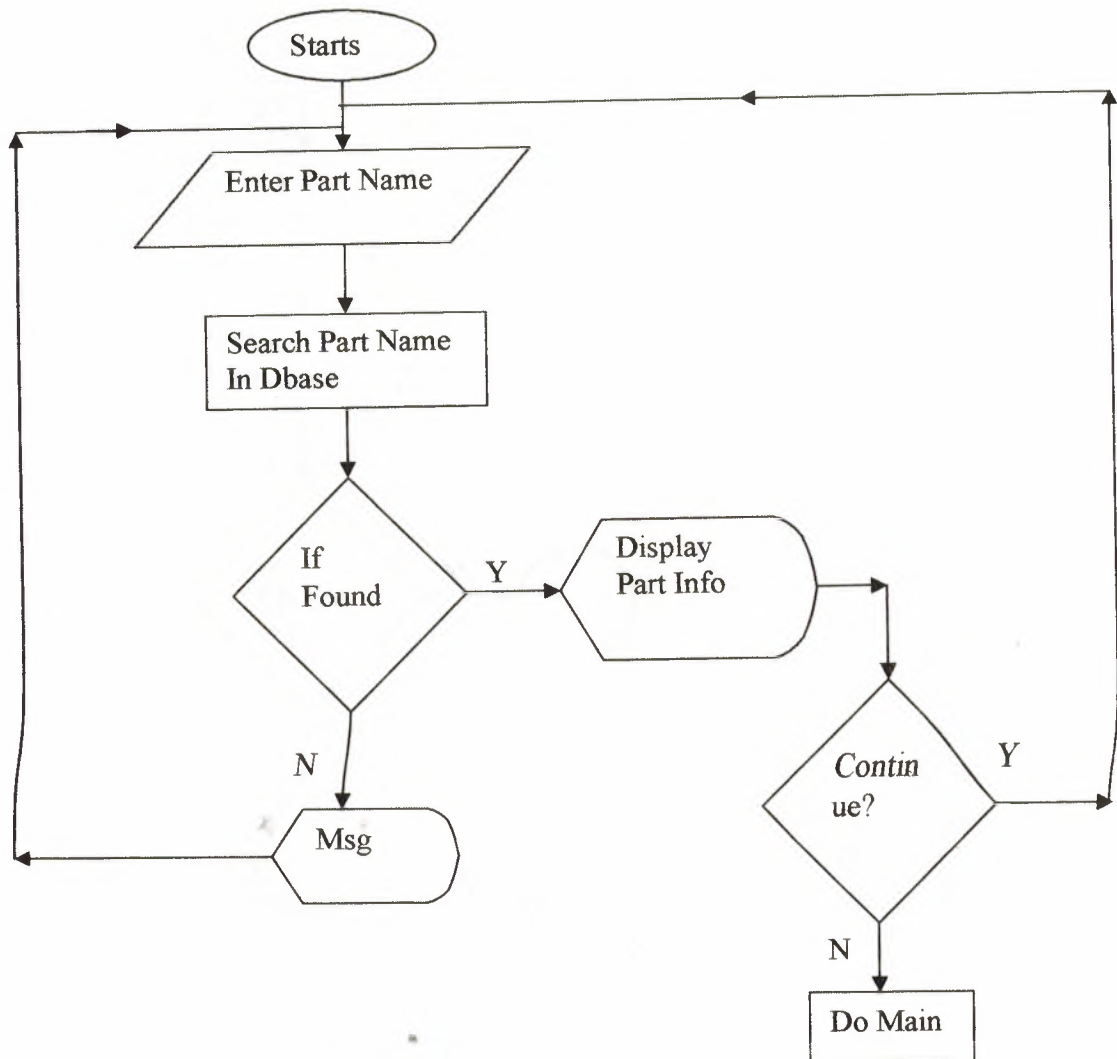 Starts
Enter Part Name
Search Part Name
In Dbase
If
Found
Y
Display
Part Info
N
Msg
Contin
ue?
Y
N
Do Main